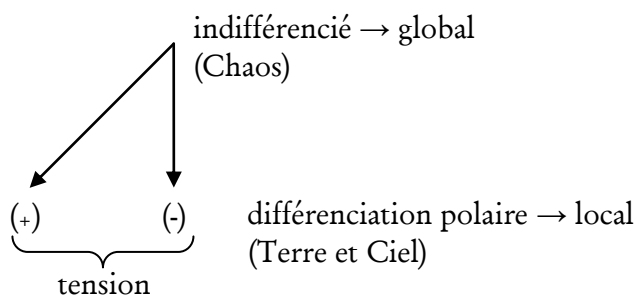 indifférencié → global
(Chaos)
(+) (-) différenciation polaire → local
(Terre et Ciel)
tension